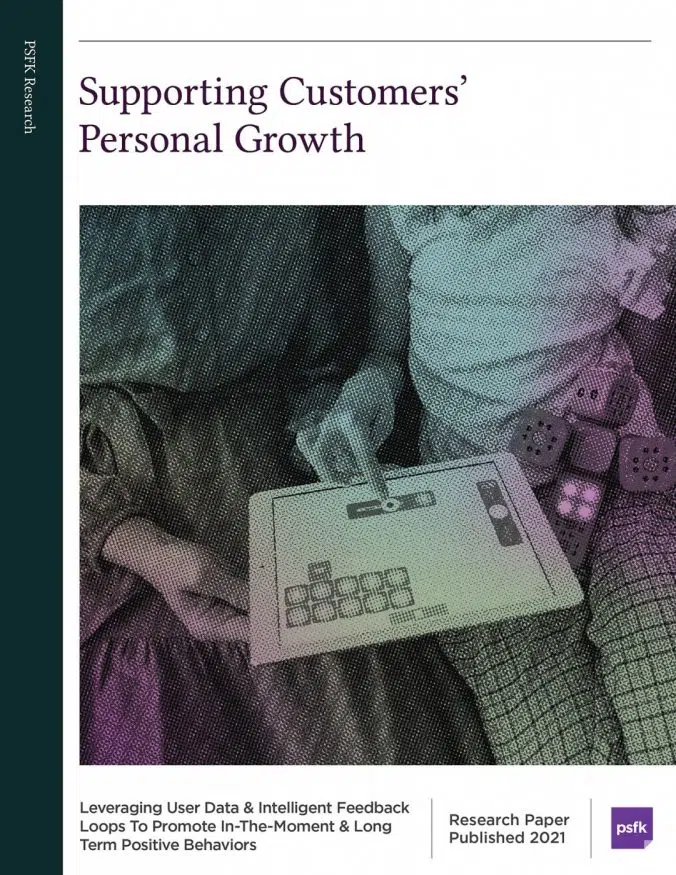 PSFK Research
Supporting Customers’
Personal Growth
Leveraging User Data & Intelligent Feedback
Loops To Promote In-The-Moment & Long
Term Positive Behaviors
Research Paper
Published 2021
psfk